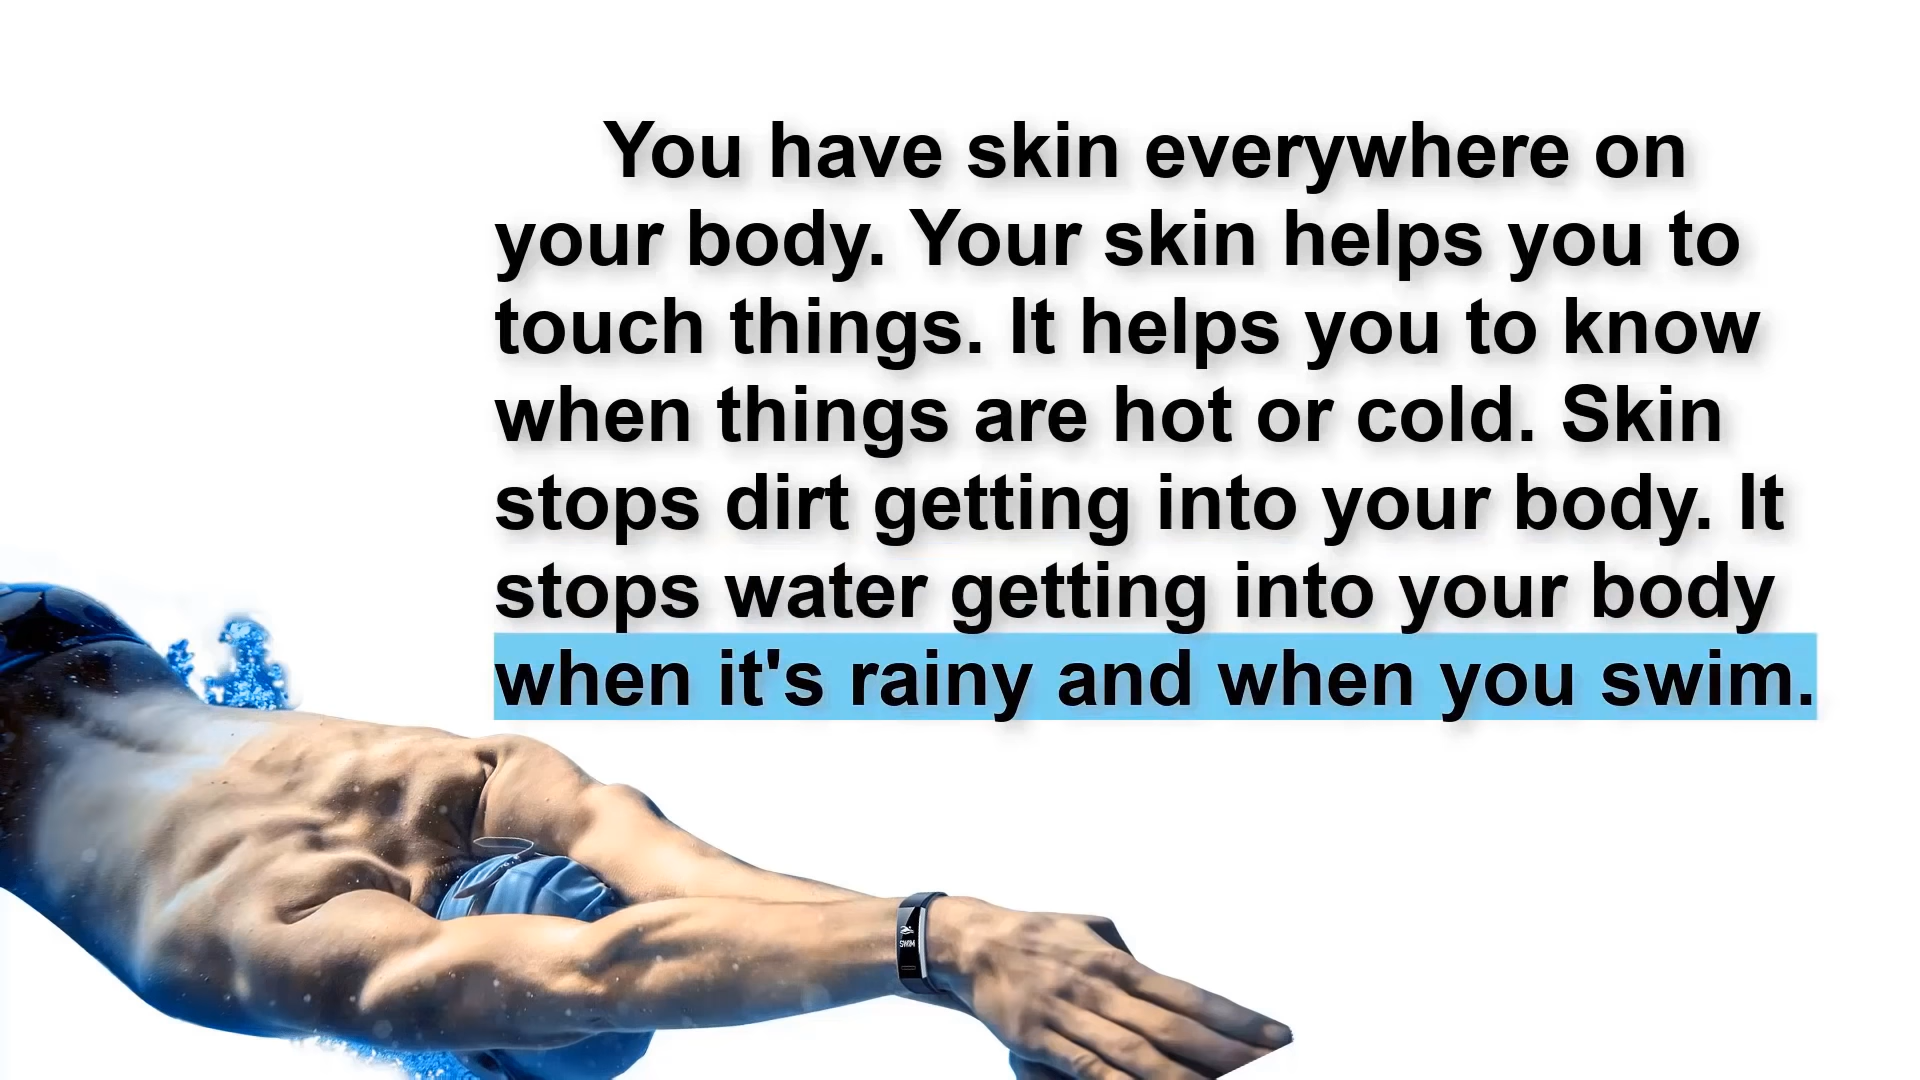 You have skin everywhere on
your body. Your skin helps you to
touch things. It helps you to know
when things are hot or cold. Skin
stops dirt getting into your body. It
stops water getting into your body
when it's rainy and when you swim.
SWIM